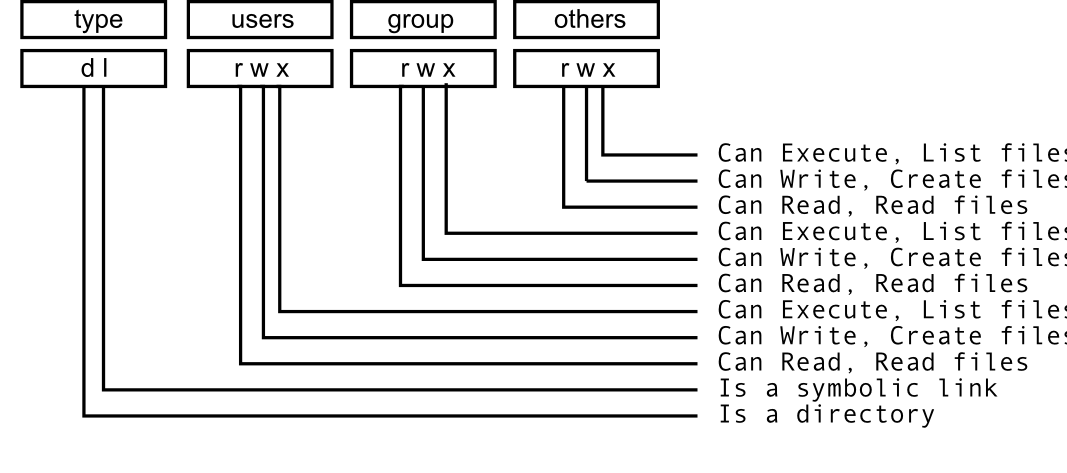 type users group others
d l r w x r w x r w x
Can Execute, List files
Can Write, Create files
Can Read, Read files
Can Execute, List files
Can Write, Create files
Can Read, Read files
Can Execute, List files
Can Write, Create files
Can Read, Read files
Is a symbolic link
Is a directory